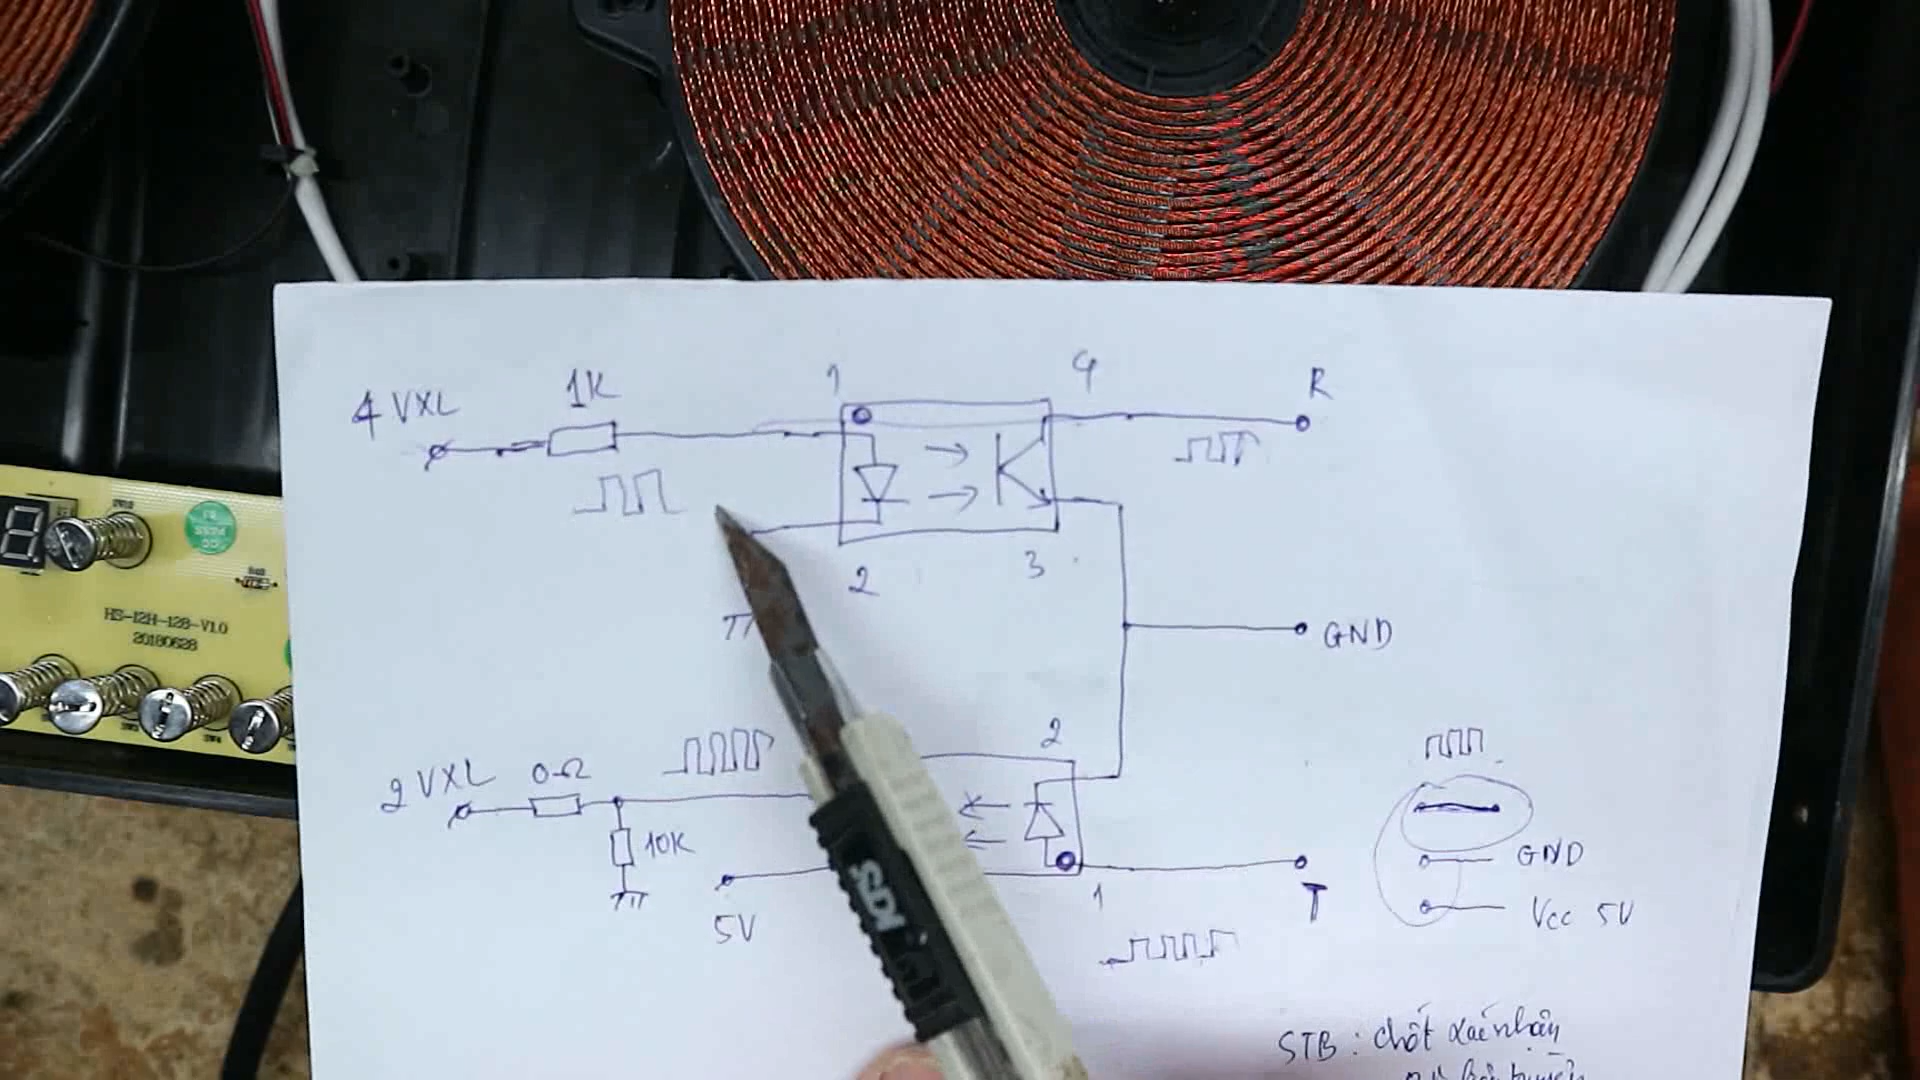 4 VXL
1K
1
4
R
2
3
GND
HS-12H-128-V1.0
20180628
2 VXL
0Ω
10K
5V
2
1
T
GND
Vcc 5V
KDS
STB : chốt xác nhận